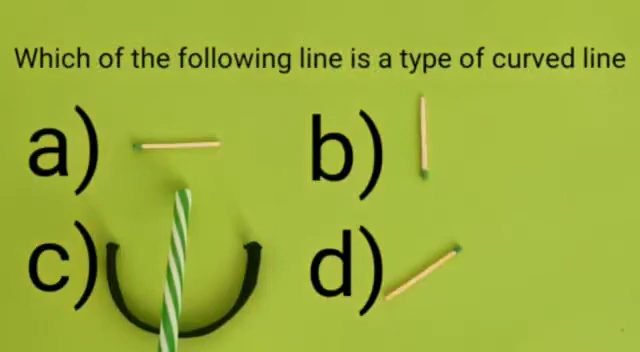 Which of the following line is a type of curved line
a) b)
c) d)